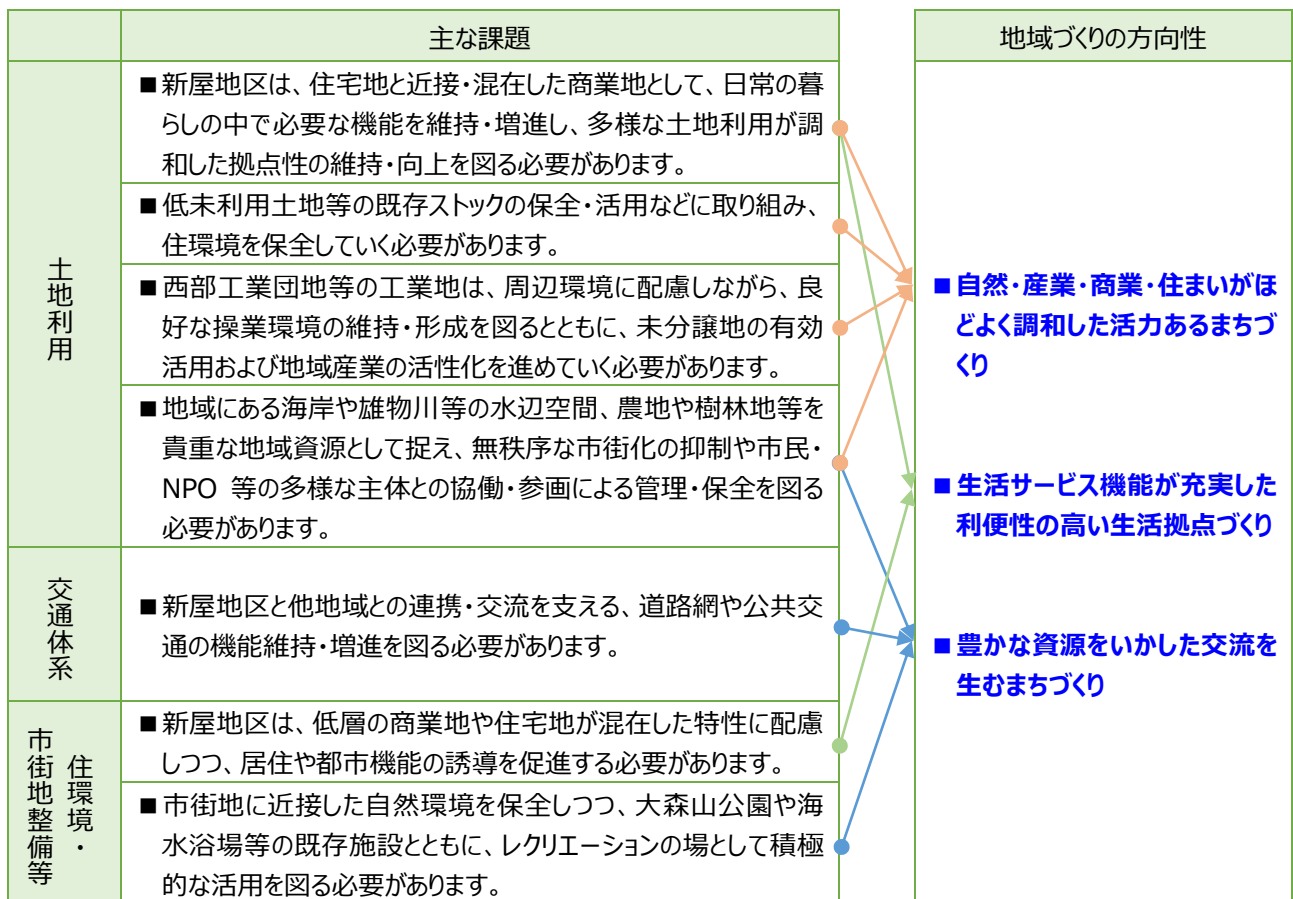 主な課題
地域づくりの方向性
土地利用
■新屋地区は、住宅地と近接・混在した商業地として、日常の暮
らしの中で必要な機能を維持・増進し、多様な土地利用が調
和した拠点性の維持・向上を図る必要があります。
■低未利用土地等の既存ストックの保全・活用などに取り組み、
住環境を保全していく必要があります。
■西部工業団地等の工業地は、周辺環境に配慮しながら、良
好な操業環境の維持・形成を図るとともに、未分譲地の有効
活用および地域産業の活性化を進めていく必要があります。
■地域にある海岸や雄物川等の水辺空間、農地や樹林地等を
貴重な地域資源として捉え、無秩序な市街化の抑制や市民・
NPO 等の多様な主体との協働・参画による管理・保全を図る
必要があります。
交通体系
■新屋地区と他地域との連携・交流を支える、道路網や公共交
通の機能維持・増進を図る必要があります。
住環境・
市街地整備等
■新屋地区は、低層の商業地や住宅地が混在した特性に配慮
しつつ、居住や都市機能の誘導を促進する必要があります。
■市街地に近接した自然環境を保全しつつ、大森山公園や海
水浴場等の既存施設とともに、レクリエーションの場として積極
的な活用を図る必要があります。
■自然・産業・商業・住まいがほ
どよく調和した活力あるまちづ
くり
■生活サービス機能が充実した
利便性の高い生活拠点づくり
■豊かな資源をいかした交流を
生むまちづくり